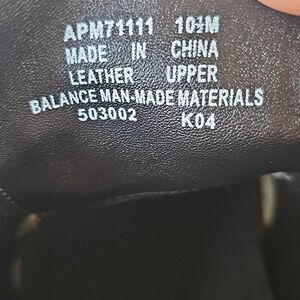 APM71111 10½M
MADE IN CHINA
LEATHER UPPER
BALANCE MAN-MADE MATERIALS
503002 K04